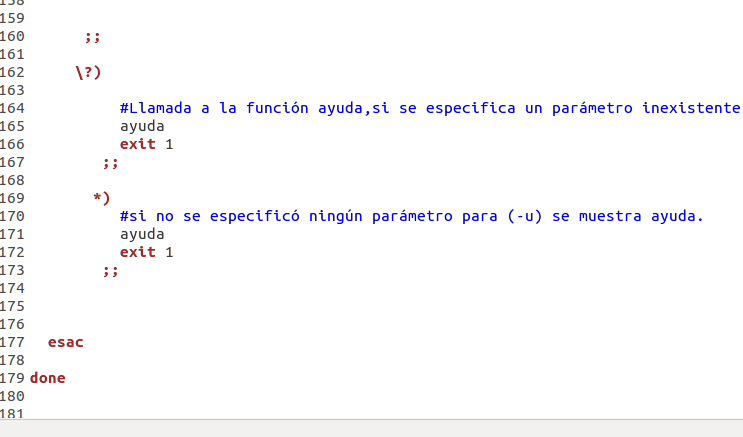 158
159
160 ;;
161
162 \?)
163
164 #Llamada a la función ayuda,si se especifica un parámetro inexistente
165 ayuda
166 exit 1
167 ;;
168
169 *)
170 #si no se especificó ningún parámetro para (-u) se muestra ayuda.
171 ayuda
172 exit 1
173 ;;
174
175
176
177 esac
178
179 done
180
181